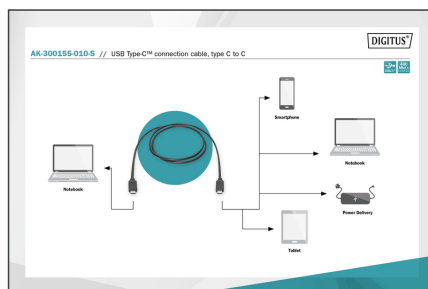 DIGITUS®
AK-300155-010-S // USB Type-C™ connection cable, type C to C
Smartphone
Notebook
Notebook
Power Delivery
Tablet